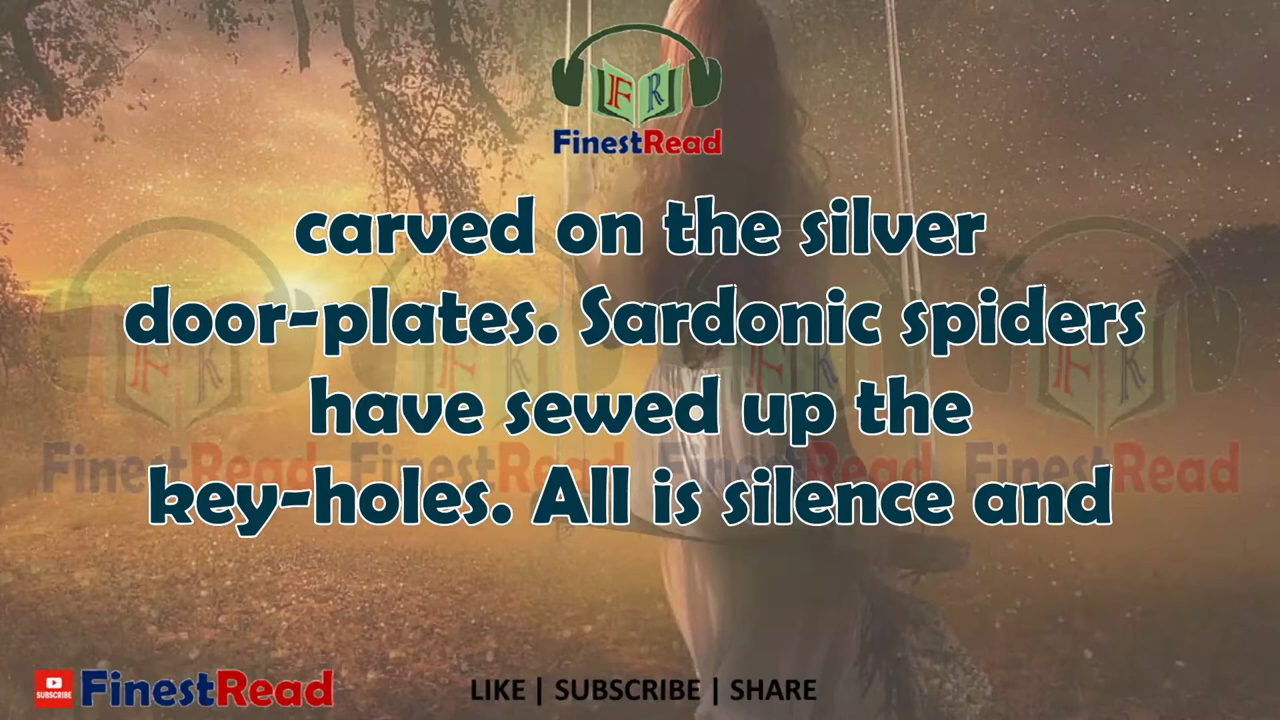 F R
FinestRead
carved on the silver
door-plates. Sardonic spiders
have sewed up the
key-holes. All is silence and
F R F R F R F R
FinestRead FinestRead FinestRead FinestRead
SUBSCRIBE FinestRead
LIKE | SUBSCRIBE | SHARE